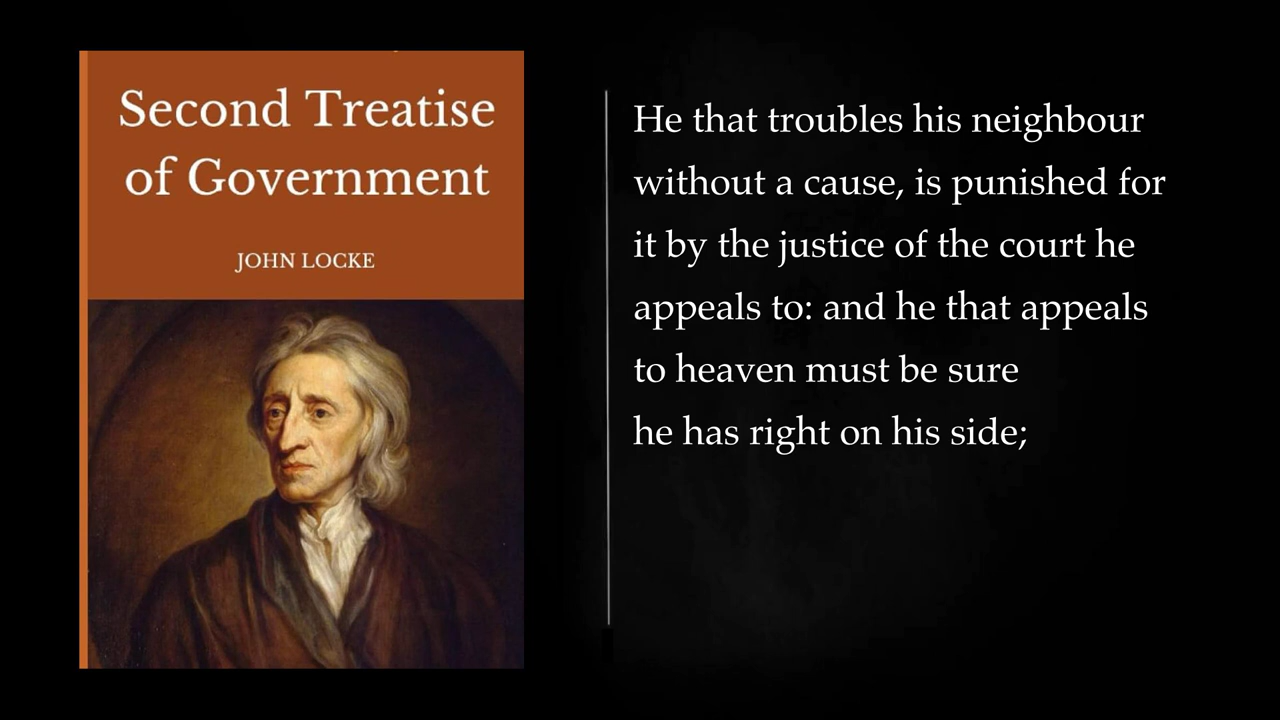 Second Treatise
of Government
JOHN LOCKE
He that troubles his neighbour
without a cause, is punished for
it by the justice of the court he
appeals to: and he that appeals
to heaven must be sure
he has right on his side;